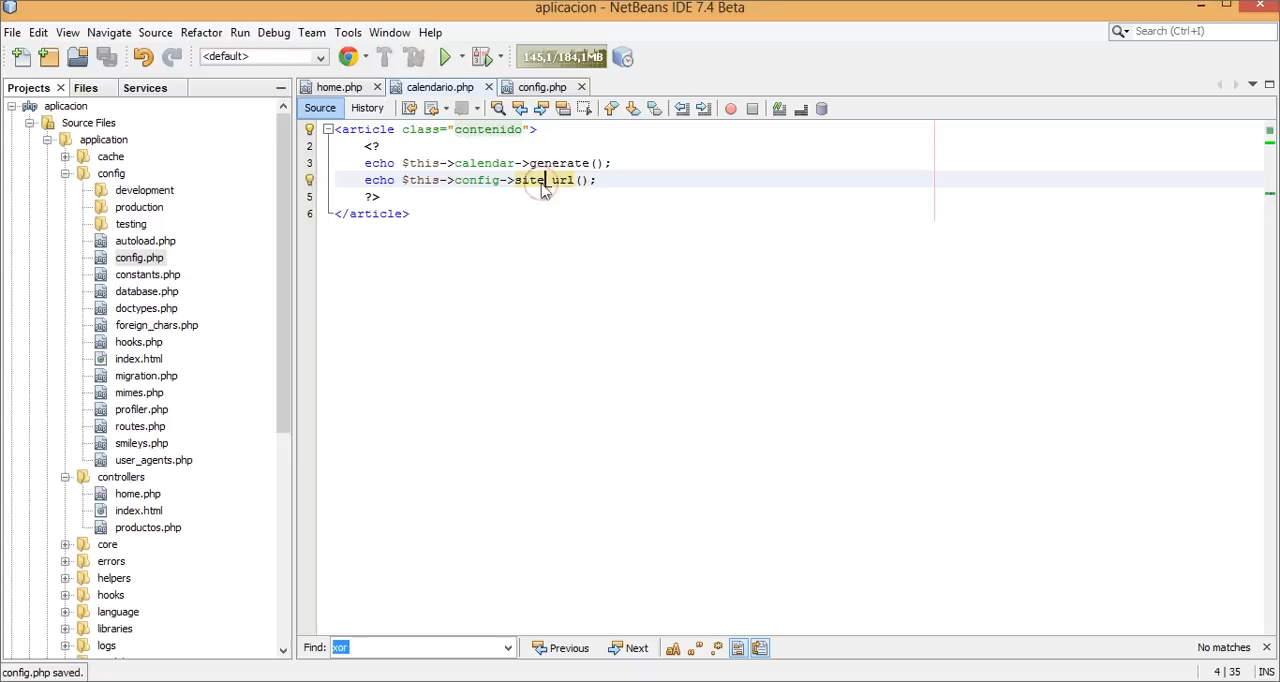 aplicacion - NetBeans IDE 7.4 Beta
File Edit View Navigate Source Refactor Run Debug Team Tools Window Help
Search (Ctrl+I)
<default>
145,1/184,1MB
Projects Files Services
home.php calendario.php config.php
Source History
aplicacion
Source Files
application
cache
config
development
production
testing
autoload.php
config.php
constants.php
database.php
doctypes.php
foreign_chars.php
hooks.php
index.html
migration.php
mimes.php
profiler.php
routes.php
smileys.php
user_agents.php
controllers
home.php
index.html
productos.php
core
errors
helpers
hooks
language
libraries
logs
1 <article class="contenido">
2 <?
3 echo $this->calendar->generate();
echo $this->config->site_url();
5 ?>
6 </article>
Find: xor Previous Next No matches
config.php saved. 4 | 35 INS